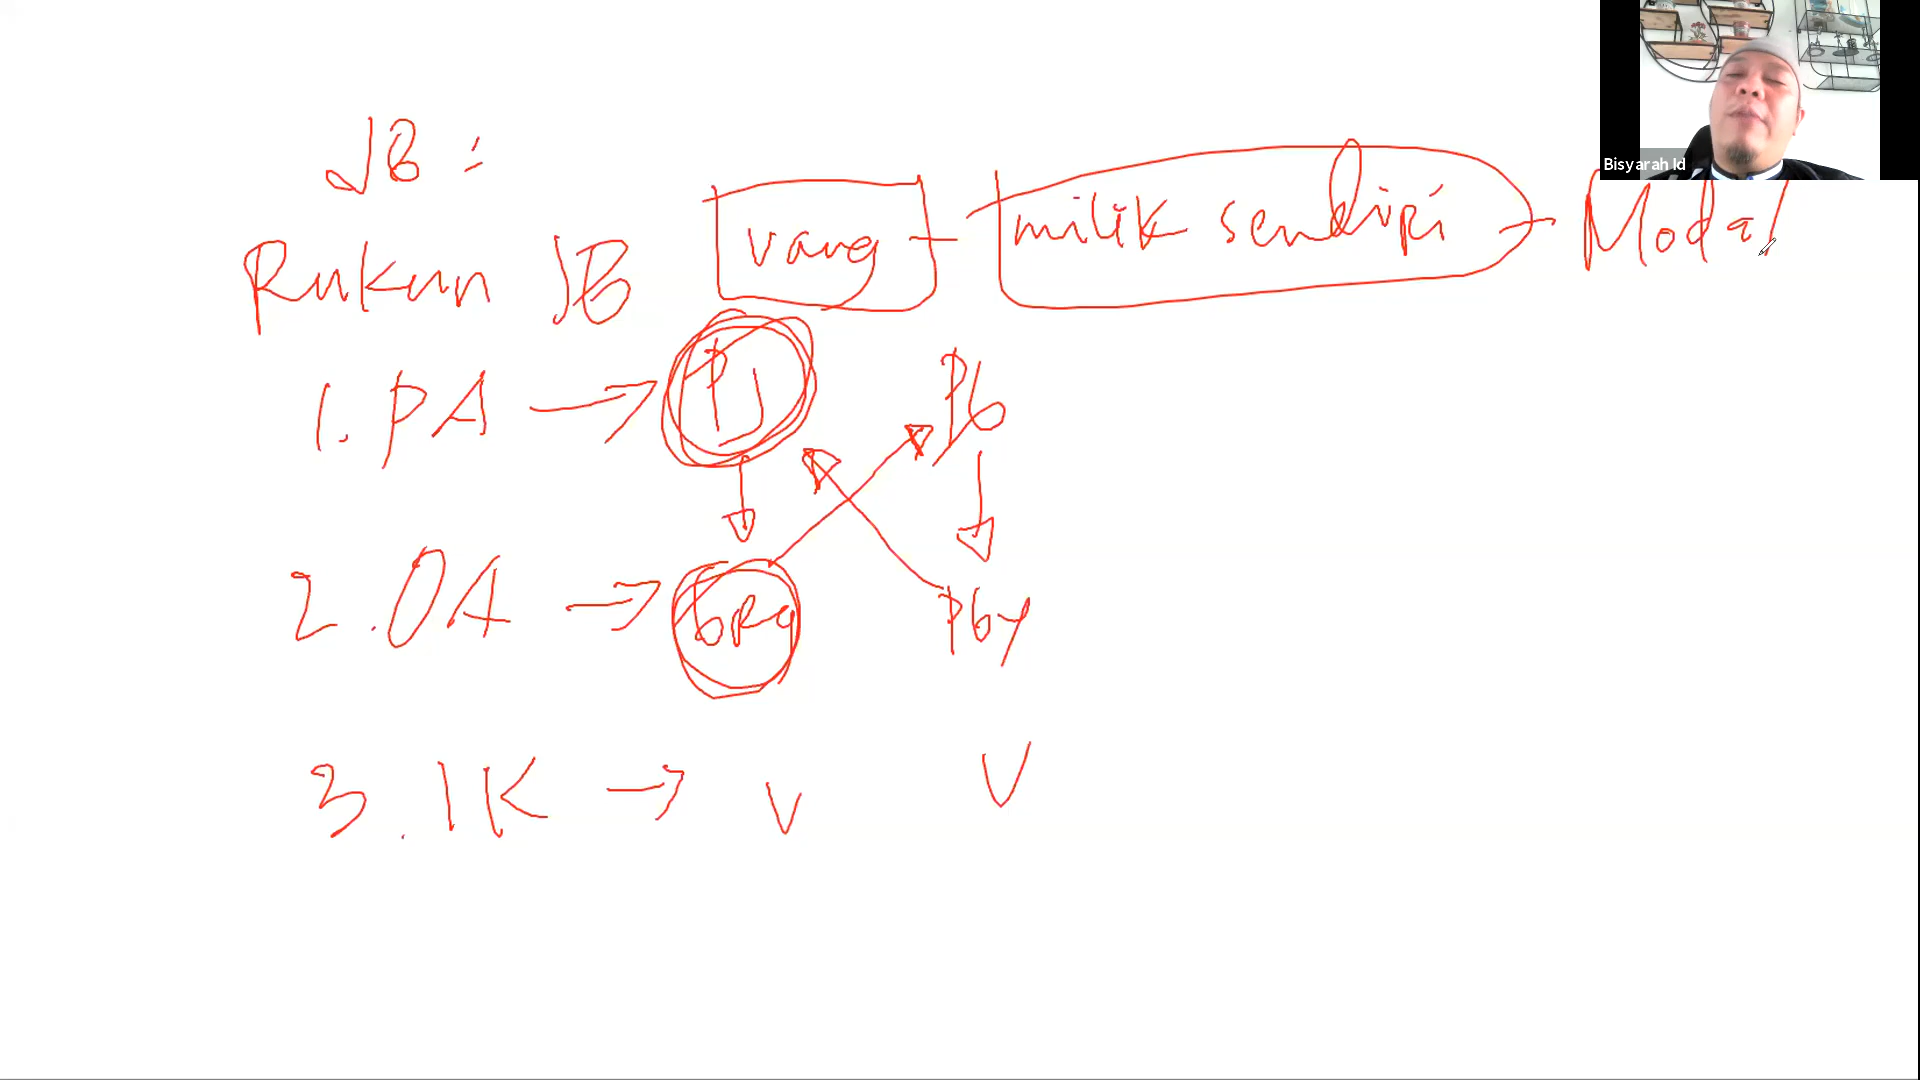 Bisyarah Id
JB :
Rukun JB uang - milik sendiri - Modal
1. PA → PJ Pb
2. OA → brg Pby
3. IK → v v